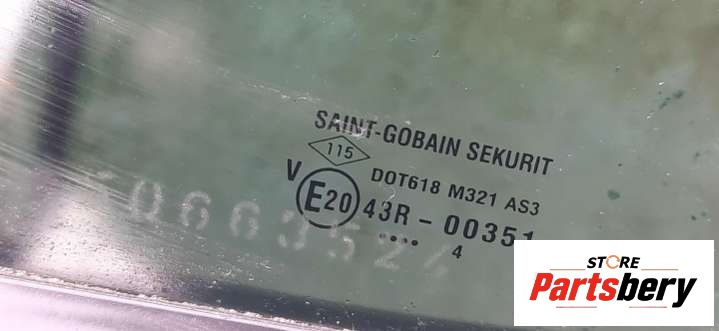 SAINT-GOBAIN SEKURIT
115
DOT618 M321 AS3
V
E20 43R - 00351
.... 4
STORE
Partsbery